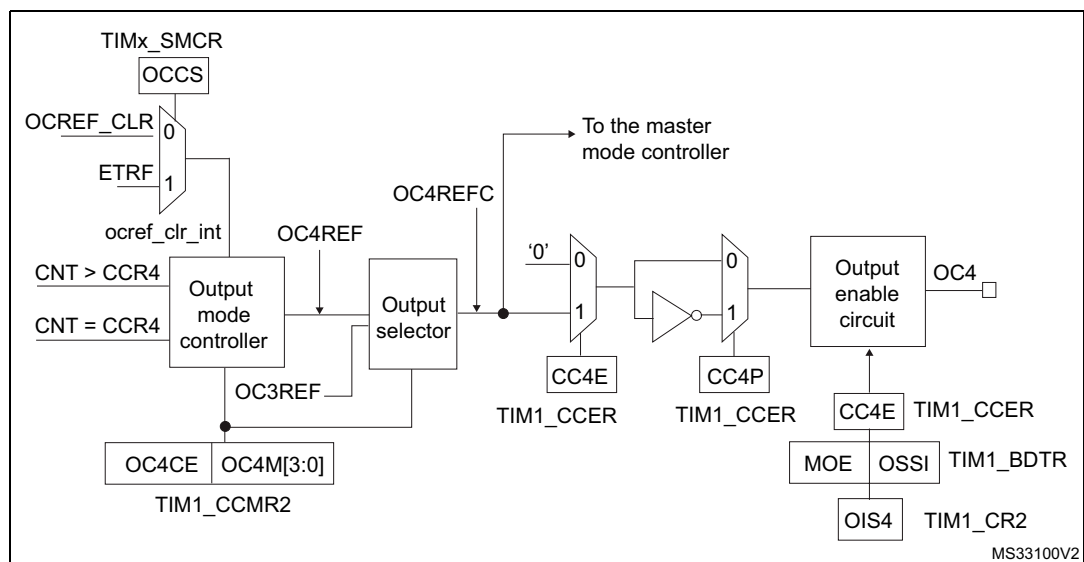 TIMx_SMCR
OCCS
OCREF_CLR
0
ETRF
1
ocref_clr_int
To the master
mode controller
OC4REFC
OC4REF
CNT > CCR4
CNT = CCR4
Output
mode
controller
Output
selector
OC3REF
‘0’
0
1
0
1
Output
enable
circuit
OC4
CC4E
TIM1_CCER
CC4P
TIM1_CCER
CC4E
TIM1_CCER
OC4CE
OC4M[3:0]
TIM1_CCMR2
MOE
OSSI
TIM1_BDTR
OIS4
TIM1_CR2
MS33100V2